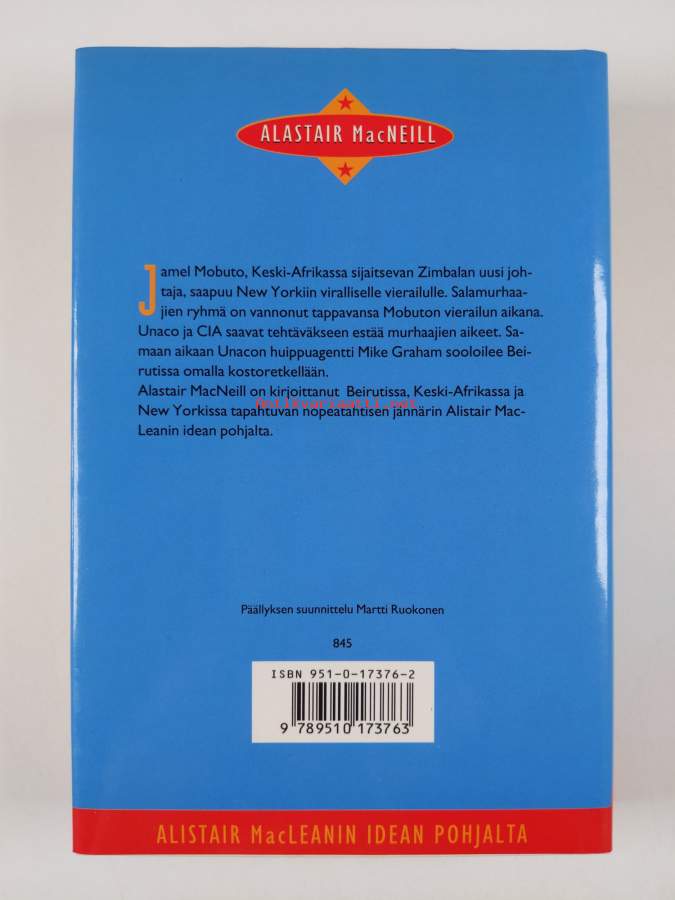 ALASTAIR MacNEILL
Jamel Mobuto, Keski-Afrikassa sijaitsevan Zimbalan uusi joh-
taja, saapuu New Yorkiin viralliselle vierailulle. Salamurhaa-
jien ryhmä on vannonut tappavansa Mobuton vierailun aikana.
Unaco ja CIA saavat tehtäväkseen estää murhaajien aikeet. Sa-
maan aikaan Unacon huippuagentti Mike Graham sooloilee Bei-
rutissa omalla kostoretkellään.
Alastair MacNeill on kirjoittanut Beirutissa, Keski-Afrikassa ja
Antikvariaatti.net
New Yorkissa tapahtuvan nopeatahtisen jännärin Alistair Mac-
Leanin idean pohjalta.
Päällyksen suunnittelu Martti Ruokonen
845
ISBN 951-0-17376-2
9 789510 173763
ALISTAIR MacLEANIN IDEAN POHJALTA